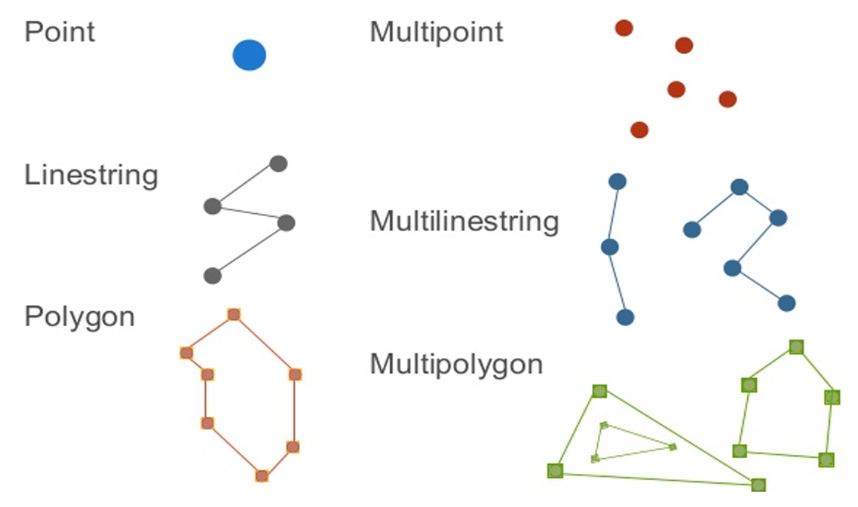 Point
Multipoint
Linestring
Multilinestring
Polygon
Multipolygon